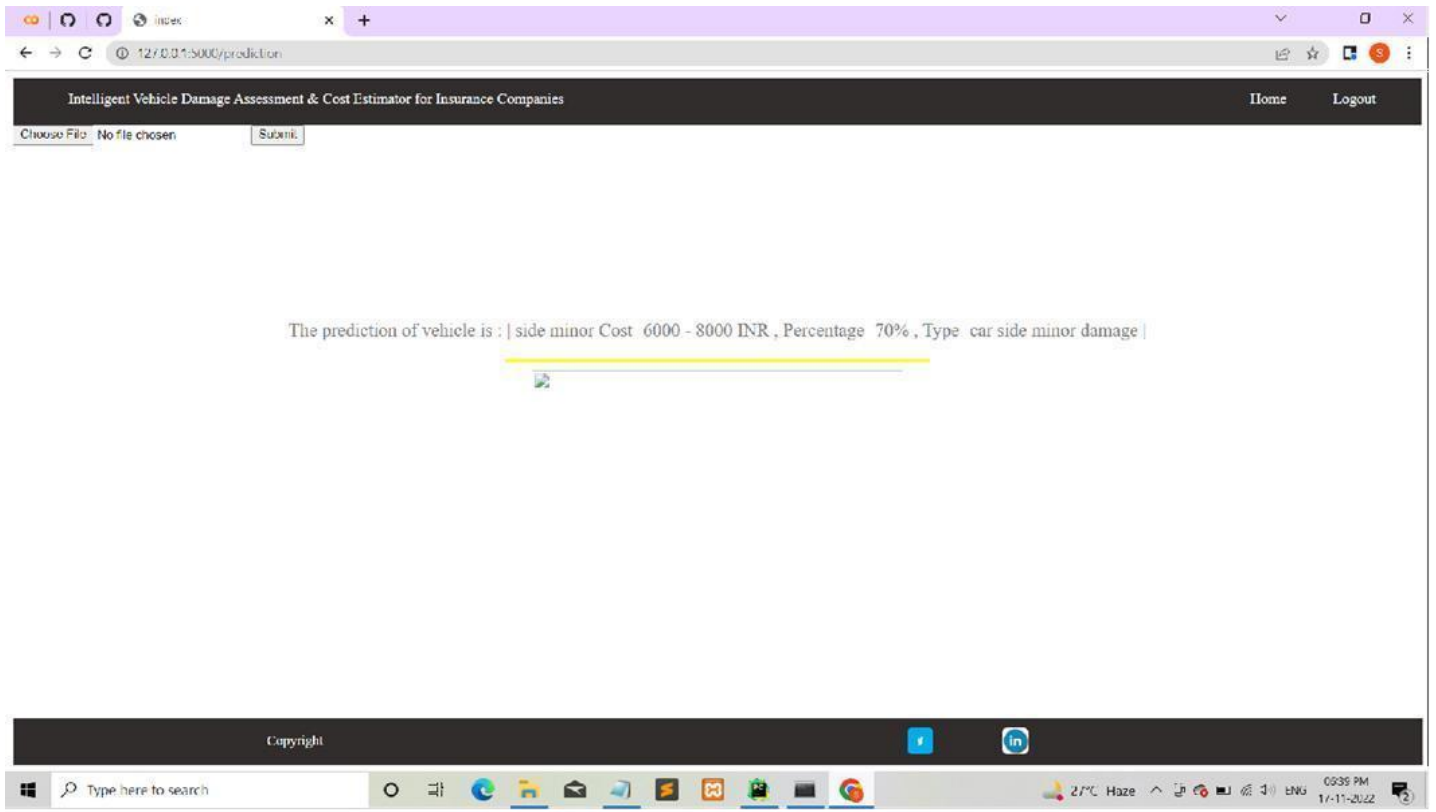 index
127.0.0.1:5000/prediction
S
Intelligent Vehicle Damage Assessment & Cost Estimator for Insurance Companies Home Logout
Choose File No file chosen Submit
The prediction of vehicle is : | side minor Cost 6000 - 8000 INR , Percentage 70% , Type car side minor damage |
Copyright in
Type here to search 27°C Haze ENG
17-11-2022 2